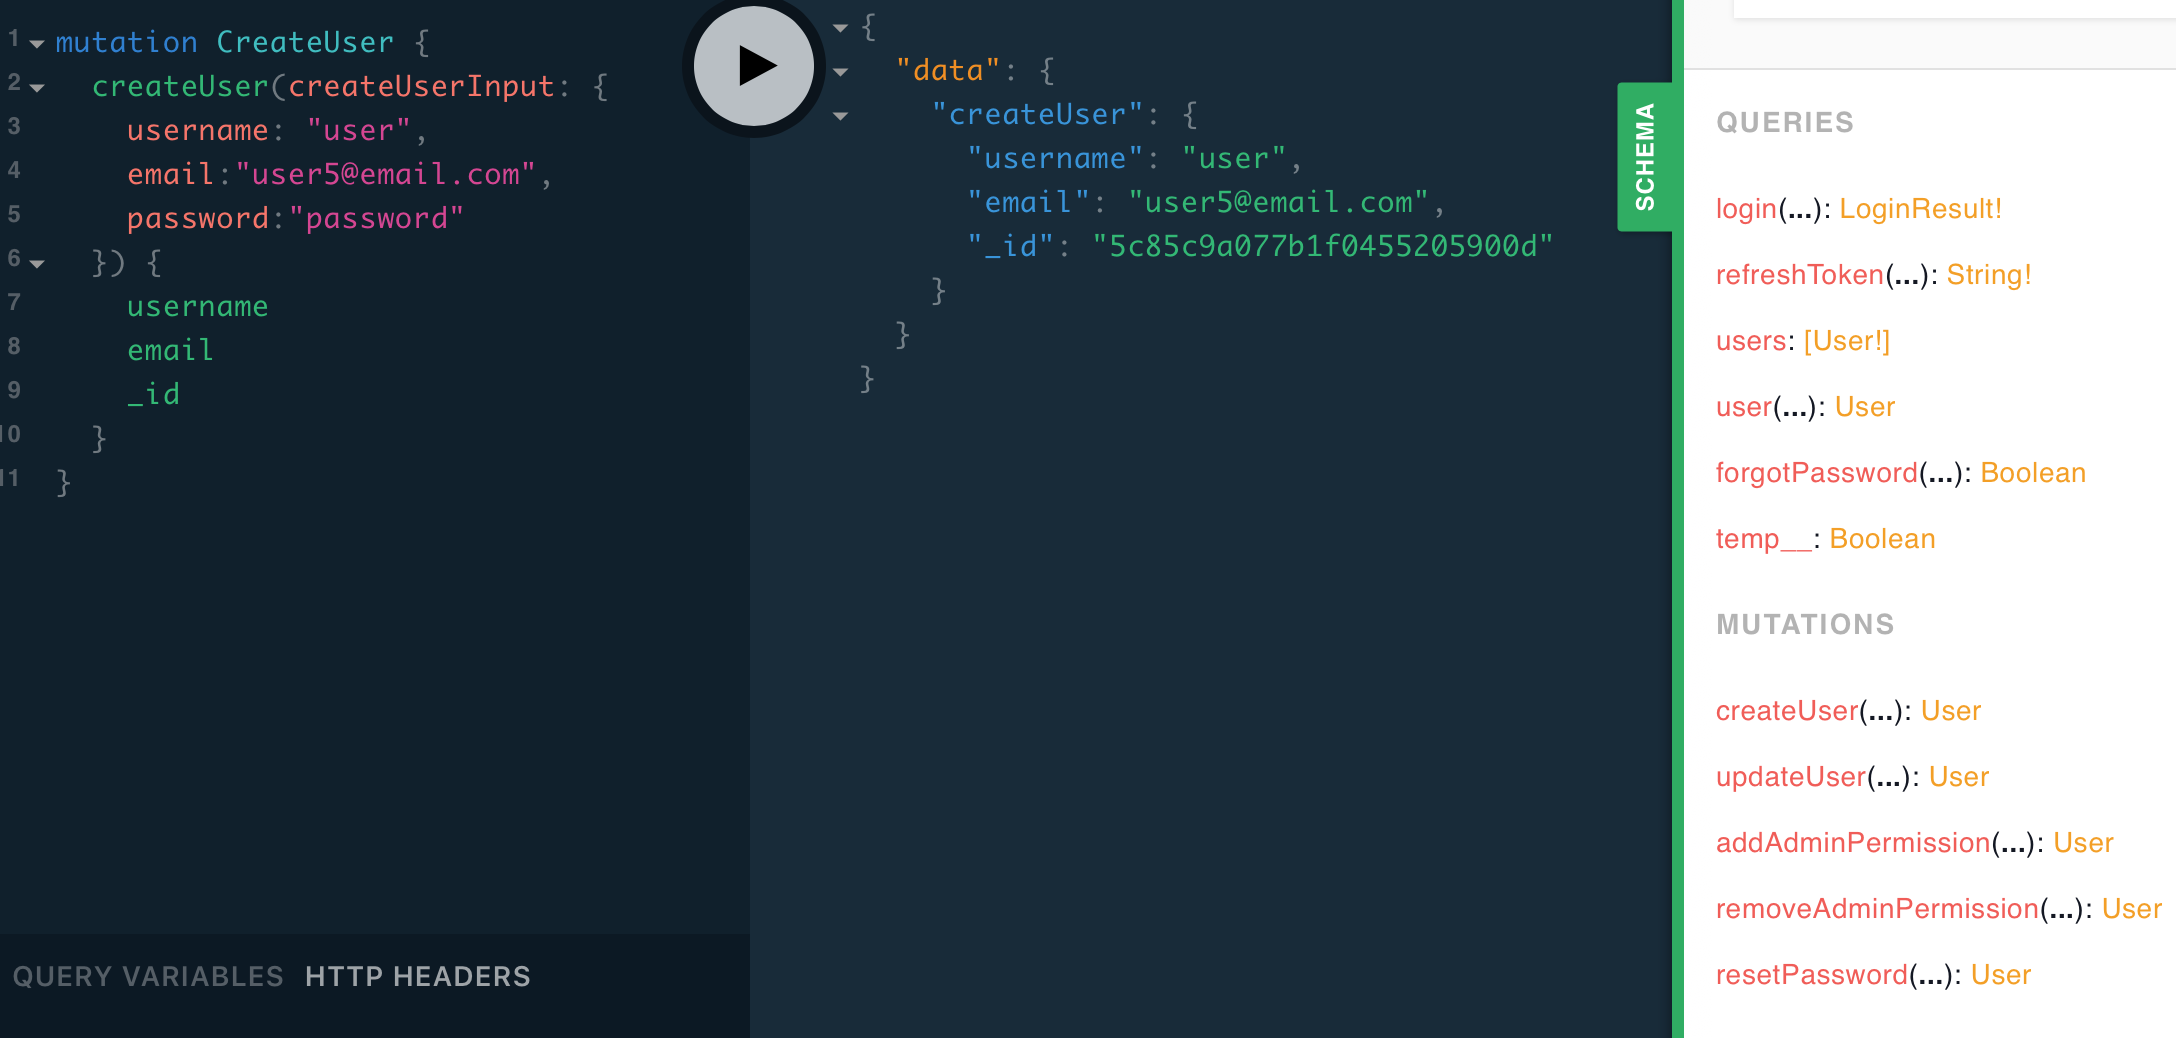 1 mutation CreateUser {
2 createUser(createUserInput: {
3 username: "user",
4 email:"user5@email.com",
5 password:"password"
6 }) {
7 username
8 email
9 _id
10 }
11 }
QUERY VARIABLES HTTP HEADERS
{
"data": {
"createUser": {
"username": "user",
"email": "user5@email.com",
"_id": "5c85c9a077b1f0455205900d"
}
}
}
SCHEMA
QUERIES
login(...): LoginResult!
refreshToken(...): String!
users: [User!]
user(...): User
forgotPassword(...): Boolean
temp__: Boolean
MUTATIONS
createUser(...): User
updateUser(...): User
addAdminPermission(...): User
removeAdminPermission(...): User
resetPassword(...): User